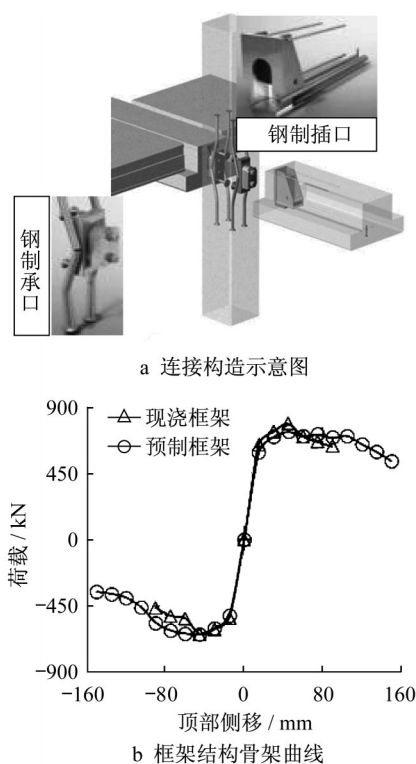 钢制插口
钢制承口
a 连接构造示意图
900
450
0
-450
-900
荷载 / kN
现浇框架
预制框架
-160
-80
0
80
160
顶部侧移 / mm
b 框架结构骨架曲线